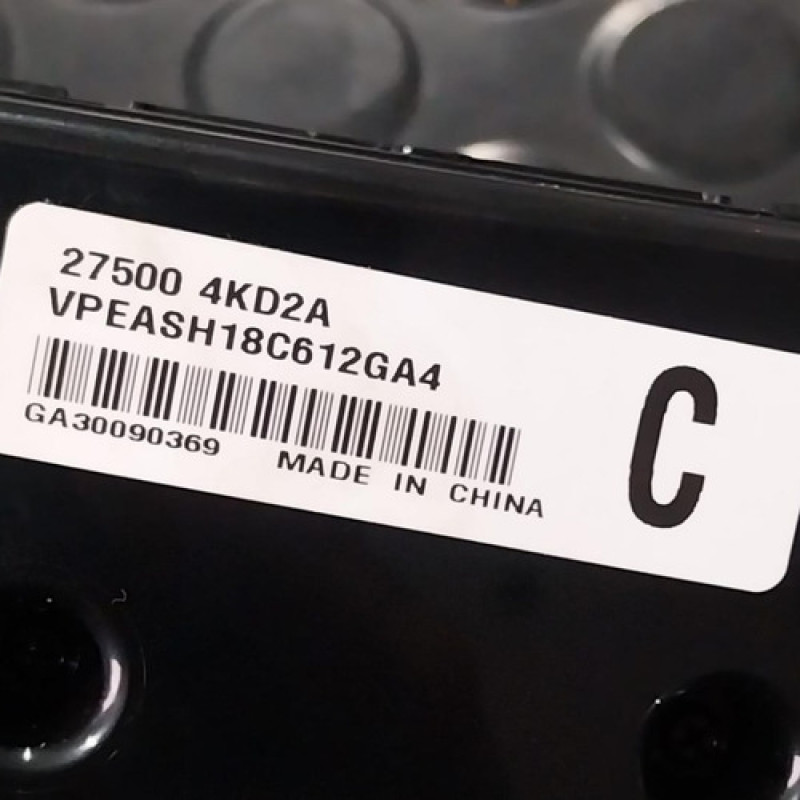 27500 4KD2A
VPEASH18C612GA4
GA30090369 MADE IN CHINA
C